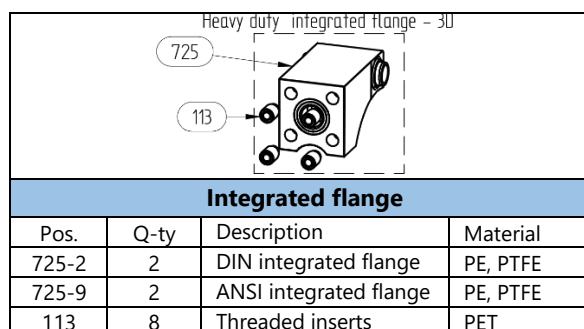 Heavy duty integrated flange - 3D
725
113
Integrated flange
Pos. Q-ty Description Material
725-2 2 DIN integrated flange PE, PTFE
725-9 2 ANSI integrated flange PE, PTFE
113 8 Threaded inserts PET